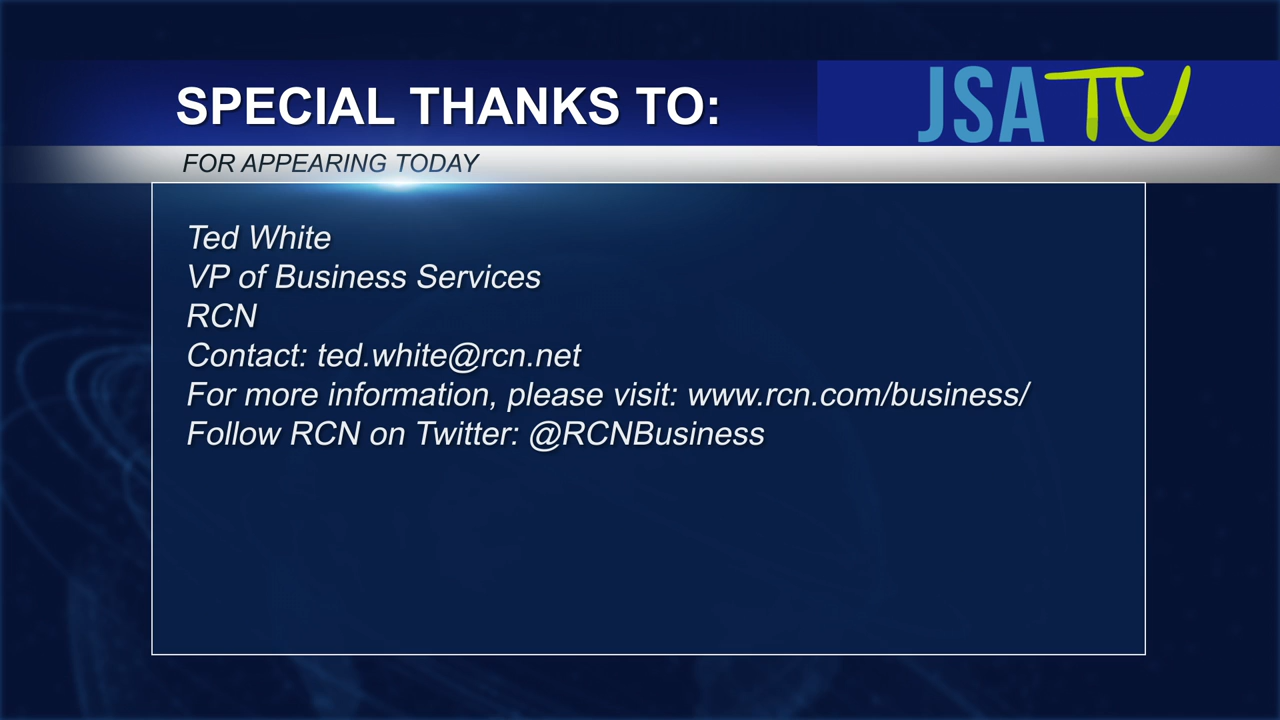 SPECIAL THANKS TO:
JSA TV
FOR APPEARING TODAY
Ted White
VP of Business Services
RCN
Contact: ted.white@rcn.net
For more information, please visit: www.rcn.com/business/
Follow RCN on Twitter: @RCNBusiness